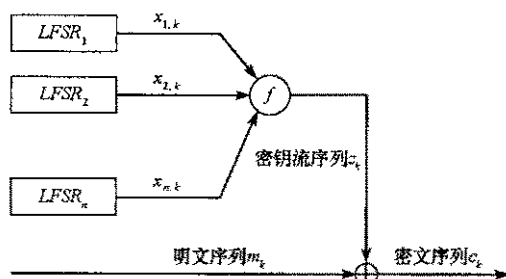 LFSR₁
x₁,ₖ
LFSR₂
x₂,ₖ
f
密钥流序列zₖ
LFSRₙ
xₙ,ₖ
明文序列mₖ
密文序列cₖ